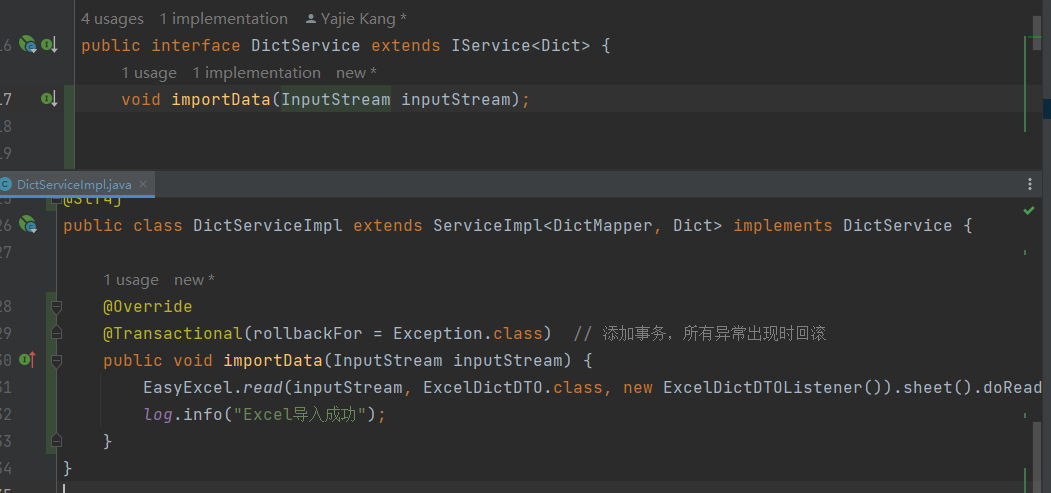 4 usages   1 implementation   Yajie Kang *
16 public interface DictService extends IService<Dict> {
1 usage   1 implementation   new *
17 void importData(InputStream inputStream);
18
19
DictServiceImpl.java
@Slf4j
26 public class DictServiceImpl extends ServiceImpl<DictMapper, Dict> implements DictService {
27
1 usage   new *
28 @Override
29 @Transactional(rollbackFor = Exception.class)  // 添加事务，所有异常出现时回滚
30 public void importData(InputStream inputStream) {
31 EasyExcel.read(inputStream, ExcelDictDTO.class, new ExcelDictDTOListener()).sheet().doRead
32 log.info("Excel导入成功");
33 }
34 }
35